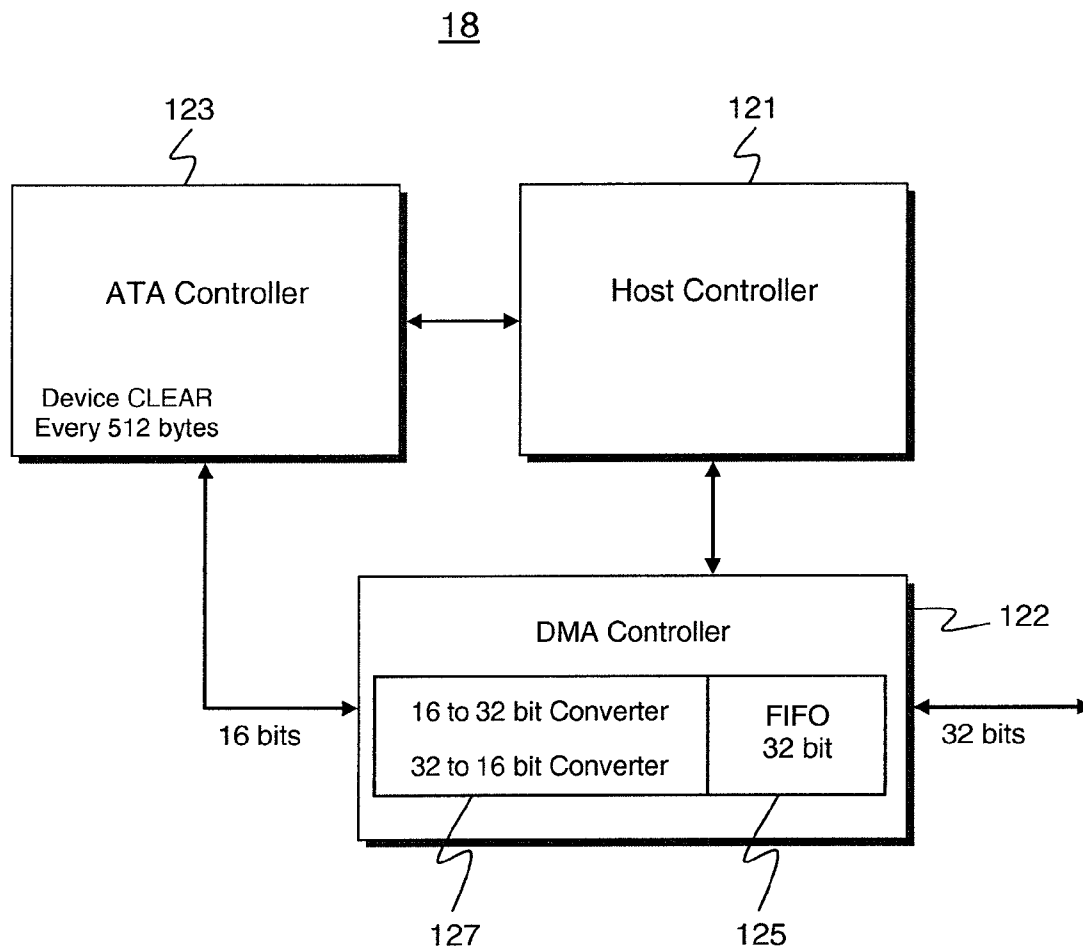 18
123
121
ATA Controller
Host Controller
Device CLEAR
Every 512 bytes
DMA Controller
122
16 to 32 bit Converter
32 to 16 bit Converter
FIFO
32 bit
16 bits
32 bits
127
125